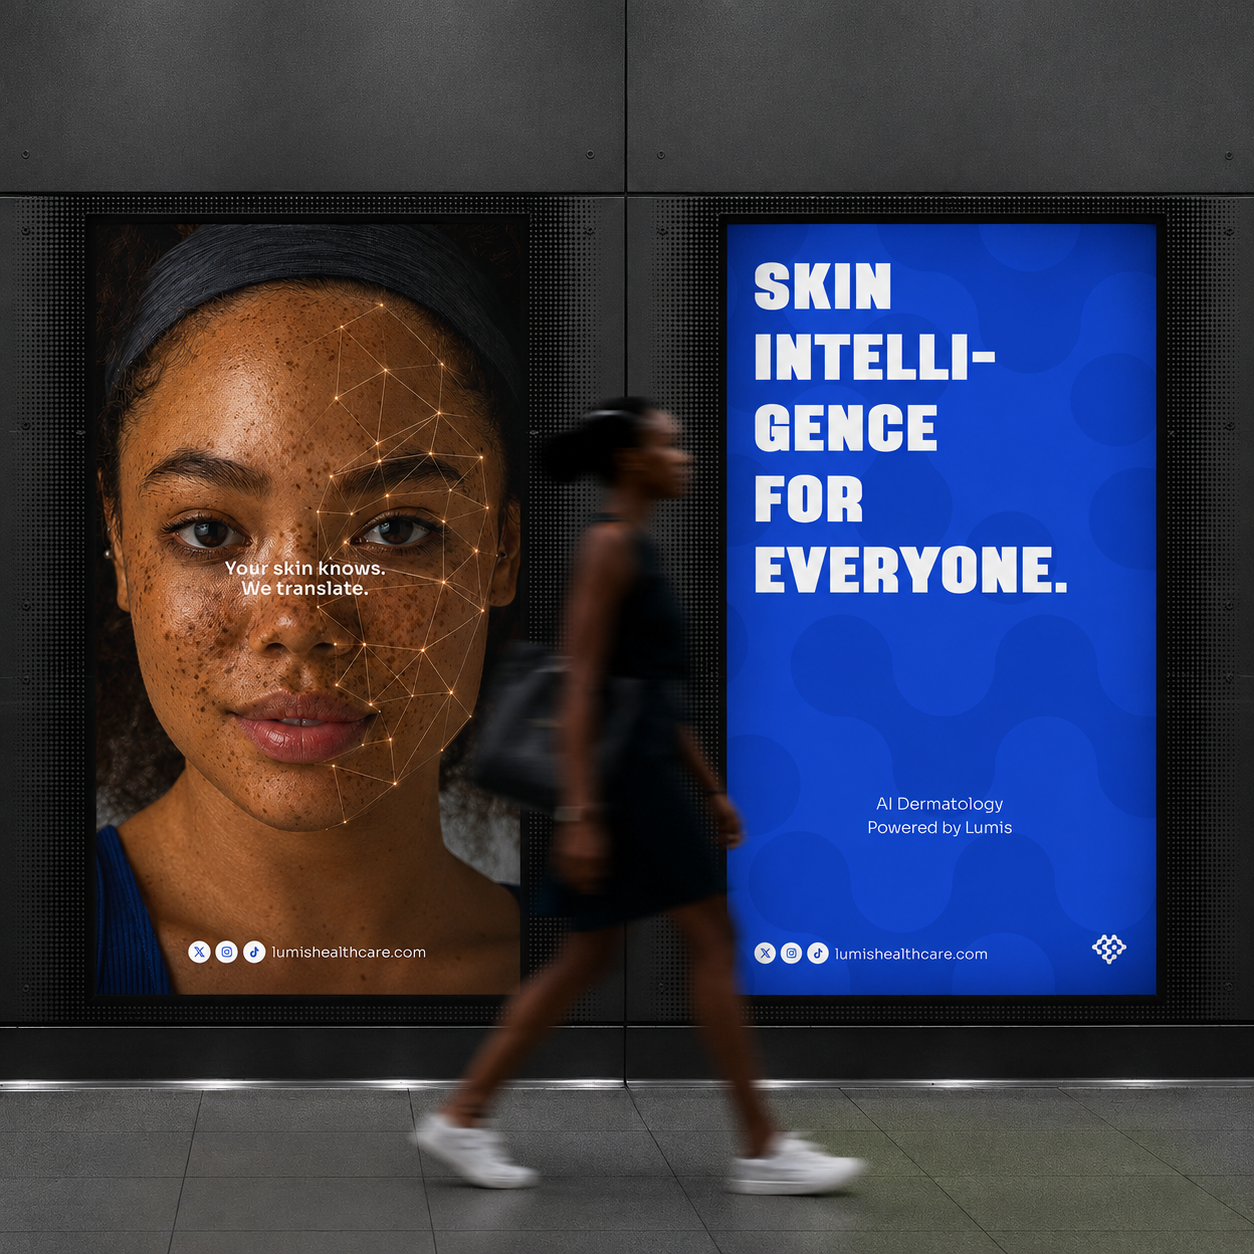 Your skin knows.
We translate.
lumishealthcare.com
SKIN
INTELLI-
GENCE
FOR
EVERYONE.
AI Dermatology
Powered by Lumis
lumishealthcare.com